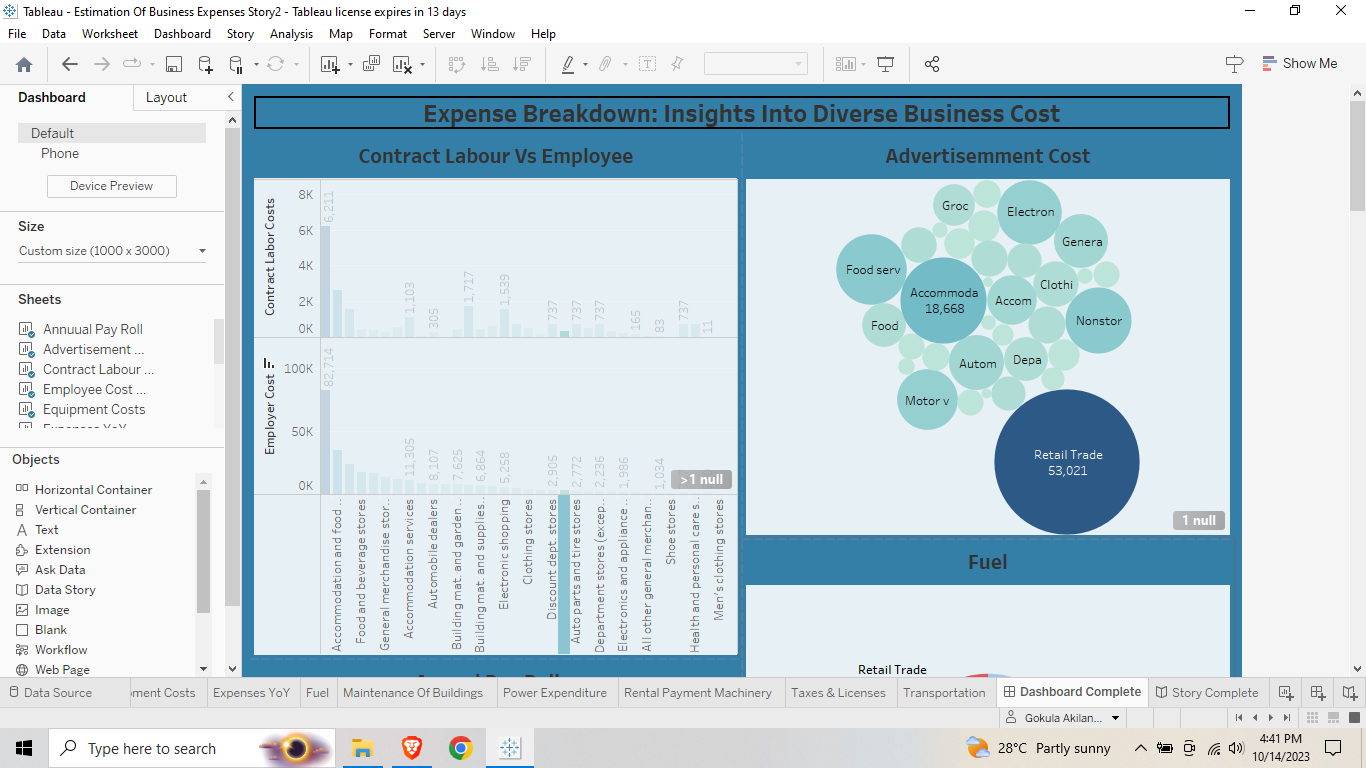 Tableau - Estimation Of Business Expenses Story2 - Tableau license expires in 13 days
File Data Worksheet Dashboard Story Analysis Map Format Server Window Help
Show Me
Dashboard Layout
Default
Phone
Device Preview
Size
Custom size (1000 x 3000)
Sheets
Annuual Pay Roll
Advertisement ...
Contract Labour ...
Employee Cost ...
Equipment Costs
Expenses YoY
Objects
Horizontal Container
Vertical Container
Text
Extension
Ask Data
Data Story
Image
Blank
Workflow
Web Page
Expense Breakdown: Insights Into Diverse Business Cost
Contract Labour Vs Employee
Contract Labor Costs
8K
6K
4K
2K
0K
6,211
1,103
305
1,717
1,539
737
737
737
165
83
737
11
Employer Cost
100K
50K
0K
82,714
11,305
8,107
7,625
6,864
5,258
2,905
2,772
2,236
1,986
1,034
>1 null
Accommodation and food ..
Food and beverage stores
General merchandise stor..
Accommodation services
Automobile dealers
Building mat. and garden ..
Building mat. and supplies..
Electronic shopping
Clothing stores
Discount dept. stores
Auto parts and tire stores
Department stores (excep..
Electronics and appliance ..
All other general merchan..
Shoe stores
Health and personal care s..
Men's clothing stores
Advertisemment Cost
Groc
Electron
Genera
Food serv
Accommoda
18,668
Clothi
Accom
Nonstor
Food
Depa
Autom
Motor v
Retail Trade
53,021
1 null
Fuel
Retail Trade
Data Source
ment Costs
Expenses YoY
Fuel
Maintenance Of Buildings
Power Expenditure
Rental Payment Machinery
Taxes & Licenses
Transportation
Dashboard Complete
Story Complete
Gokula Akilan...
Type here to search
28°C Partly sunny
4:41 PM
10/14/2023